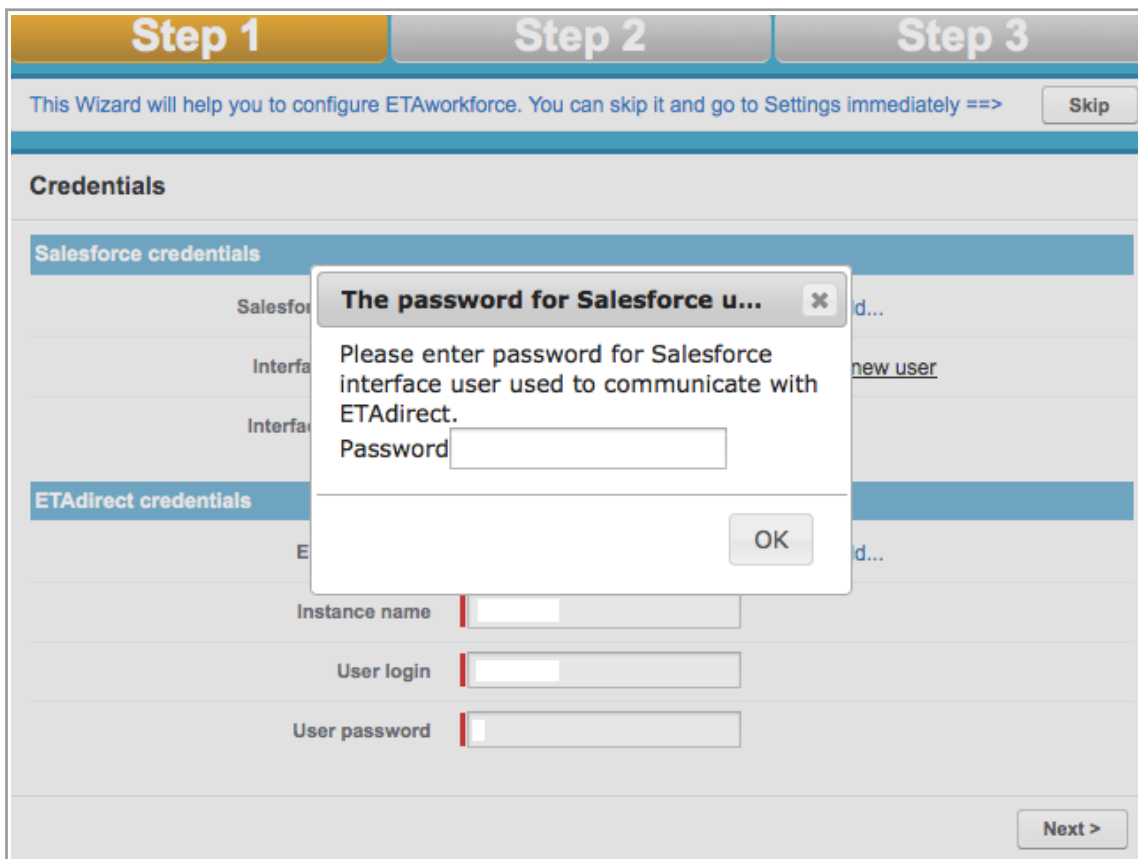 Step 1 Step 2 Step 3
This Wizard will help you to configure ETAworkforce. You can skip it and go to Settings immediately ==> Skip
Credentials
Salesforce credentials
The password for Salesforce u...
Please enter password for Salesforce
interface user used to communicate with
ETAdirect.
Password
OK
new user
ETAdirect credentials
Instance name
User login
User password
Next >